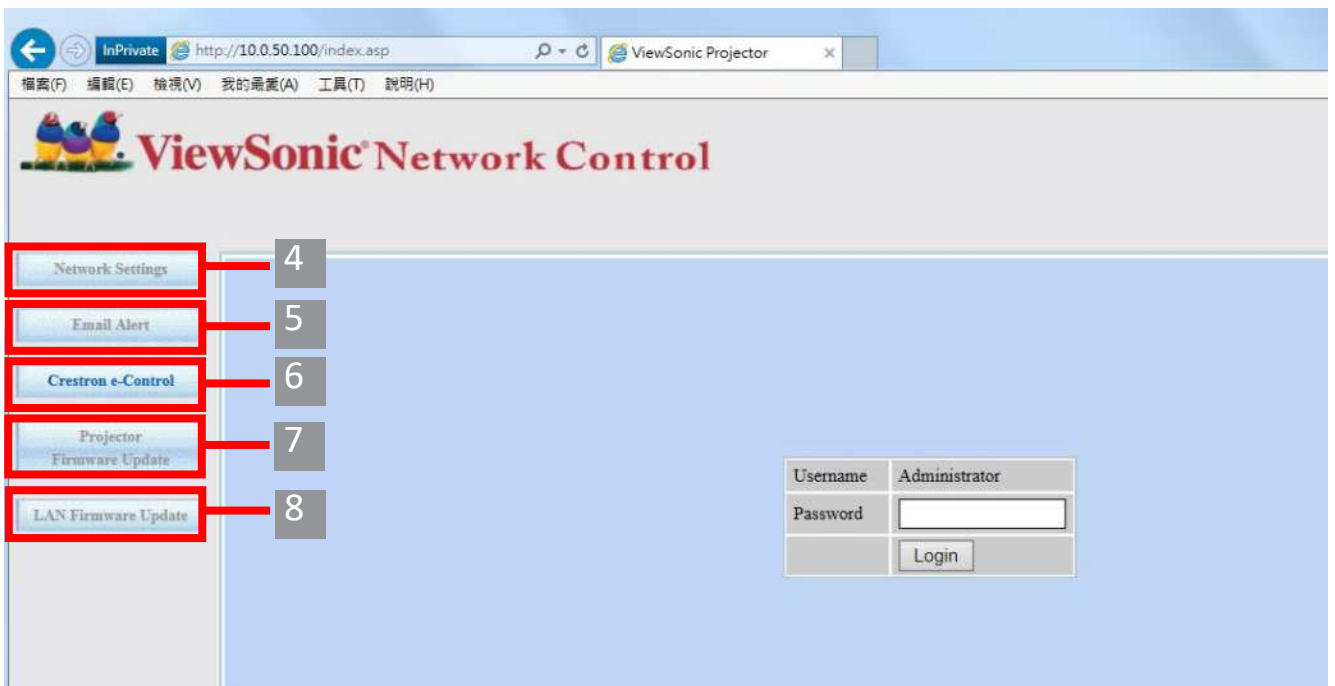 InPrivate http://10.0.50.100/index.asp ViewSonic Projector
檔案(F) 編輯(E) 檢視(V) 我的最愛(A) 工具(T) 說明(H)
ViewSonic® Network Control
Network Settings 4
Email Alert 5
Crestron e-Control 6
Projector
Firmware Update 7
LAN Firmware Update 8
Username Administrator
Password
Login